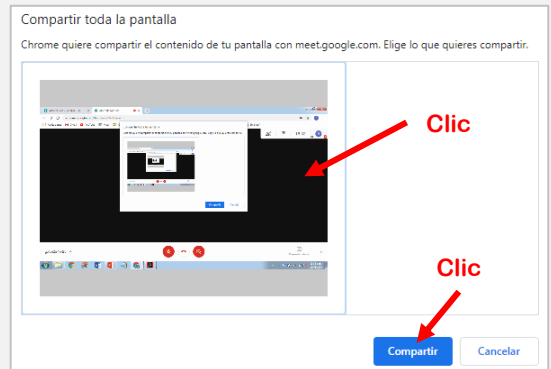 Compartir toda la pantalla
Chrome quiere compartir el contenido de tu pantalla con meet.google.com. Elige lo que quieres compartir.
Clic
Clic
Compartir
Cancelar